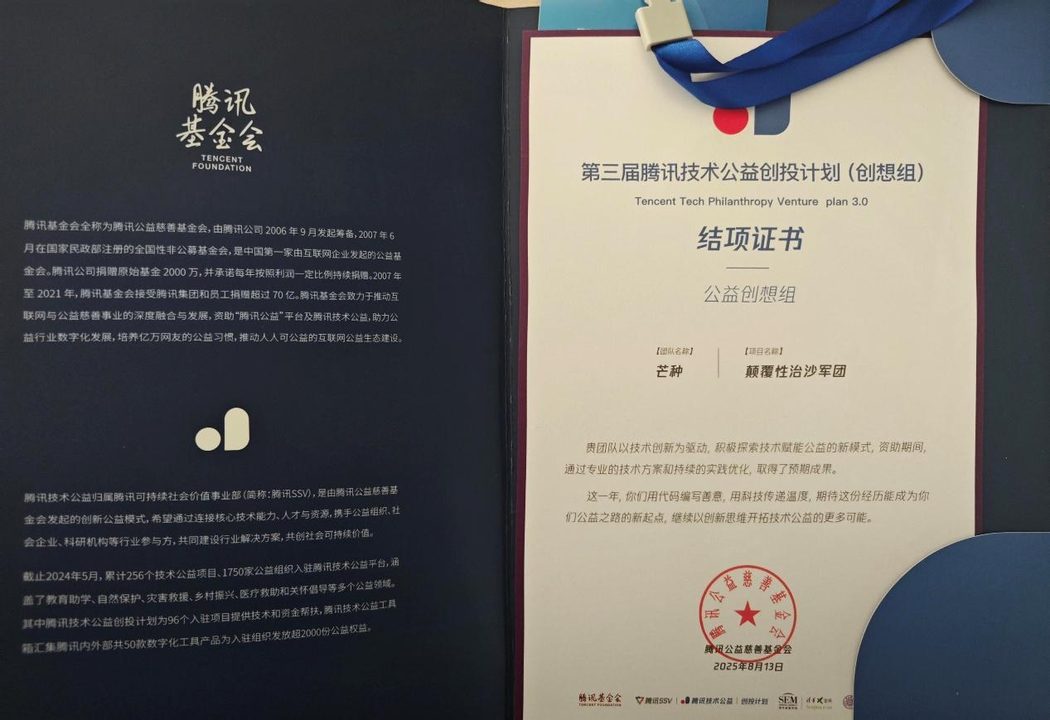 腾讯
基金会
TENCENT
FOUNDATION
腾讯基金会全称为腾讯公益慈善基金会，由腾讯公司 2006 年 9 月发起筹备，2007 年 6
月在国家民政部注册的全国性非公募基金会，是中国第一家由互联网企业发起的公益基
金会。腾讯公司捐赠原始基金 2000 万，并承诺每年按照利润一定比例持续捐赠。2007 年
至 2021 年，腾讯基金会接受腾讯集团和员工捐赠超过 70 亿。腾讯基金会致力于推动互
联网与公益慈善事业的深度融合与发展，资助“腾讯公益”平台及腾讯技术公益，助力公
益行业数字化发展，培养亿万网友的公益习惯，推动人人可公益的互联网公益生态建设。
腾讯技术公益归属腾讯可持续社会价值事业部（简称：腾讯SSV），是由腾讯公益慈善基
金会发起的创新公益模式，希望通过连接核心技术能力、人才与资源，携手公益组织、社
会企业、科研机构等行业参与方，共同建设行业解决方案，共创社会可持续价值。
截止2024年5月，累计256个技术公益项目、1750家公益组织入驻腾讯技术公益平台，涵
盖了教育助学、自然保护、灾害救援、乡村振兴、医疗救助和关怀倡导等多个公益领域。
其中腾讯技术公益创投计划为96个入驻项目提供技术和资金帮扶，腾讯技术公益工具
箱汇集腾讯内外部共50款数字化工具产品为入驻组织发放超2000份公益权益。
第三届腾讯技术公益创投计划（创想组）
Tencent Tech Philanthropy Venture plan 3.0
结项证书
公益创想组
【团队名称】 【项目名称】
芒种 颠覆性治沙军团
贵团队以技术创新为驱动, 积极探索技术赋能公益的新模式, 资助期间,
通过专业的技术方案和持续的实践优化, 取得了预期成果。
这一年, 你们用代码编写善意, 用科技传递温度, 期待这份经历能成为你
们公益之路的新起点, 继续以创新思维开拓技术公益的更多可能。
腾讯公益慈善基金会
腾讯公益慈善基金会
2025年8月13日
腾讯基金会 腾讯SSV 腾讯技术公益 创投计划 SEM